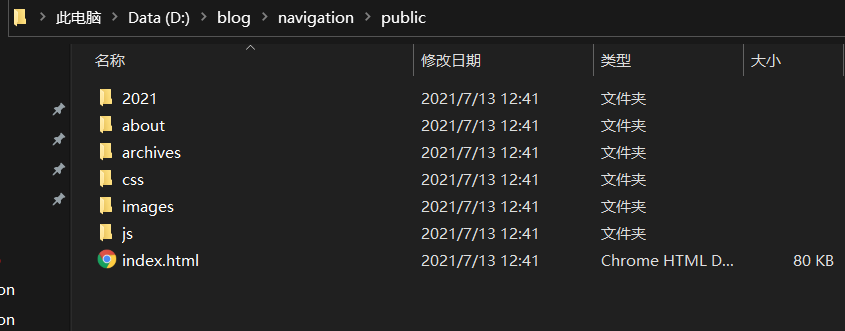 此电脑 > Data (D:) > blog > navigation > public
名称 修改日期 类型 大小
2021 2021/7/13 12:41 文件夹
about 2021/7/13 12:41 文件夹
archives 2021/7/13 12:41 文件夹
css 2021/7/13 12:41 文件夹
images 2021/7/13 12:41 文件夹
js 2021/7/13 12:41 文件夹
index.html 2021/7/13 12:41 Chrome HTML D... 80 KB
on
on